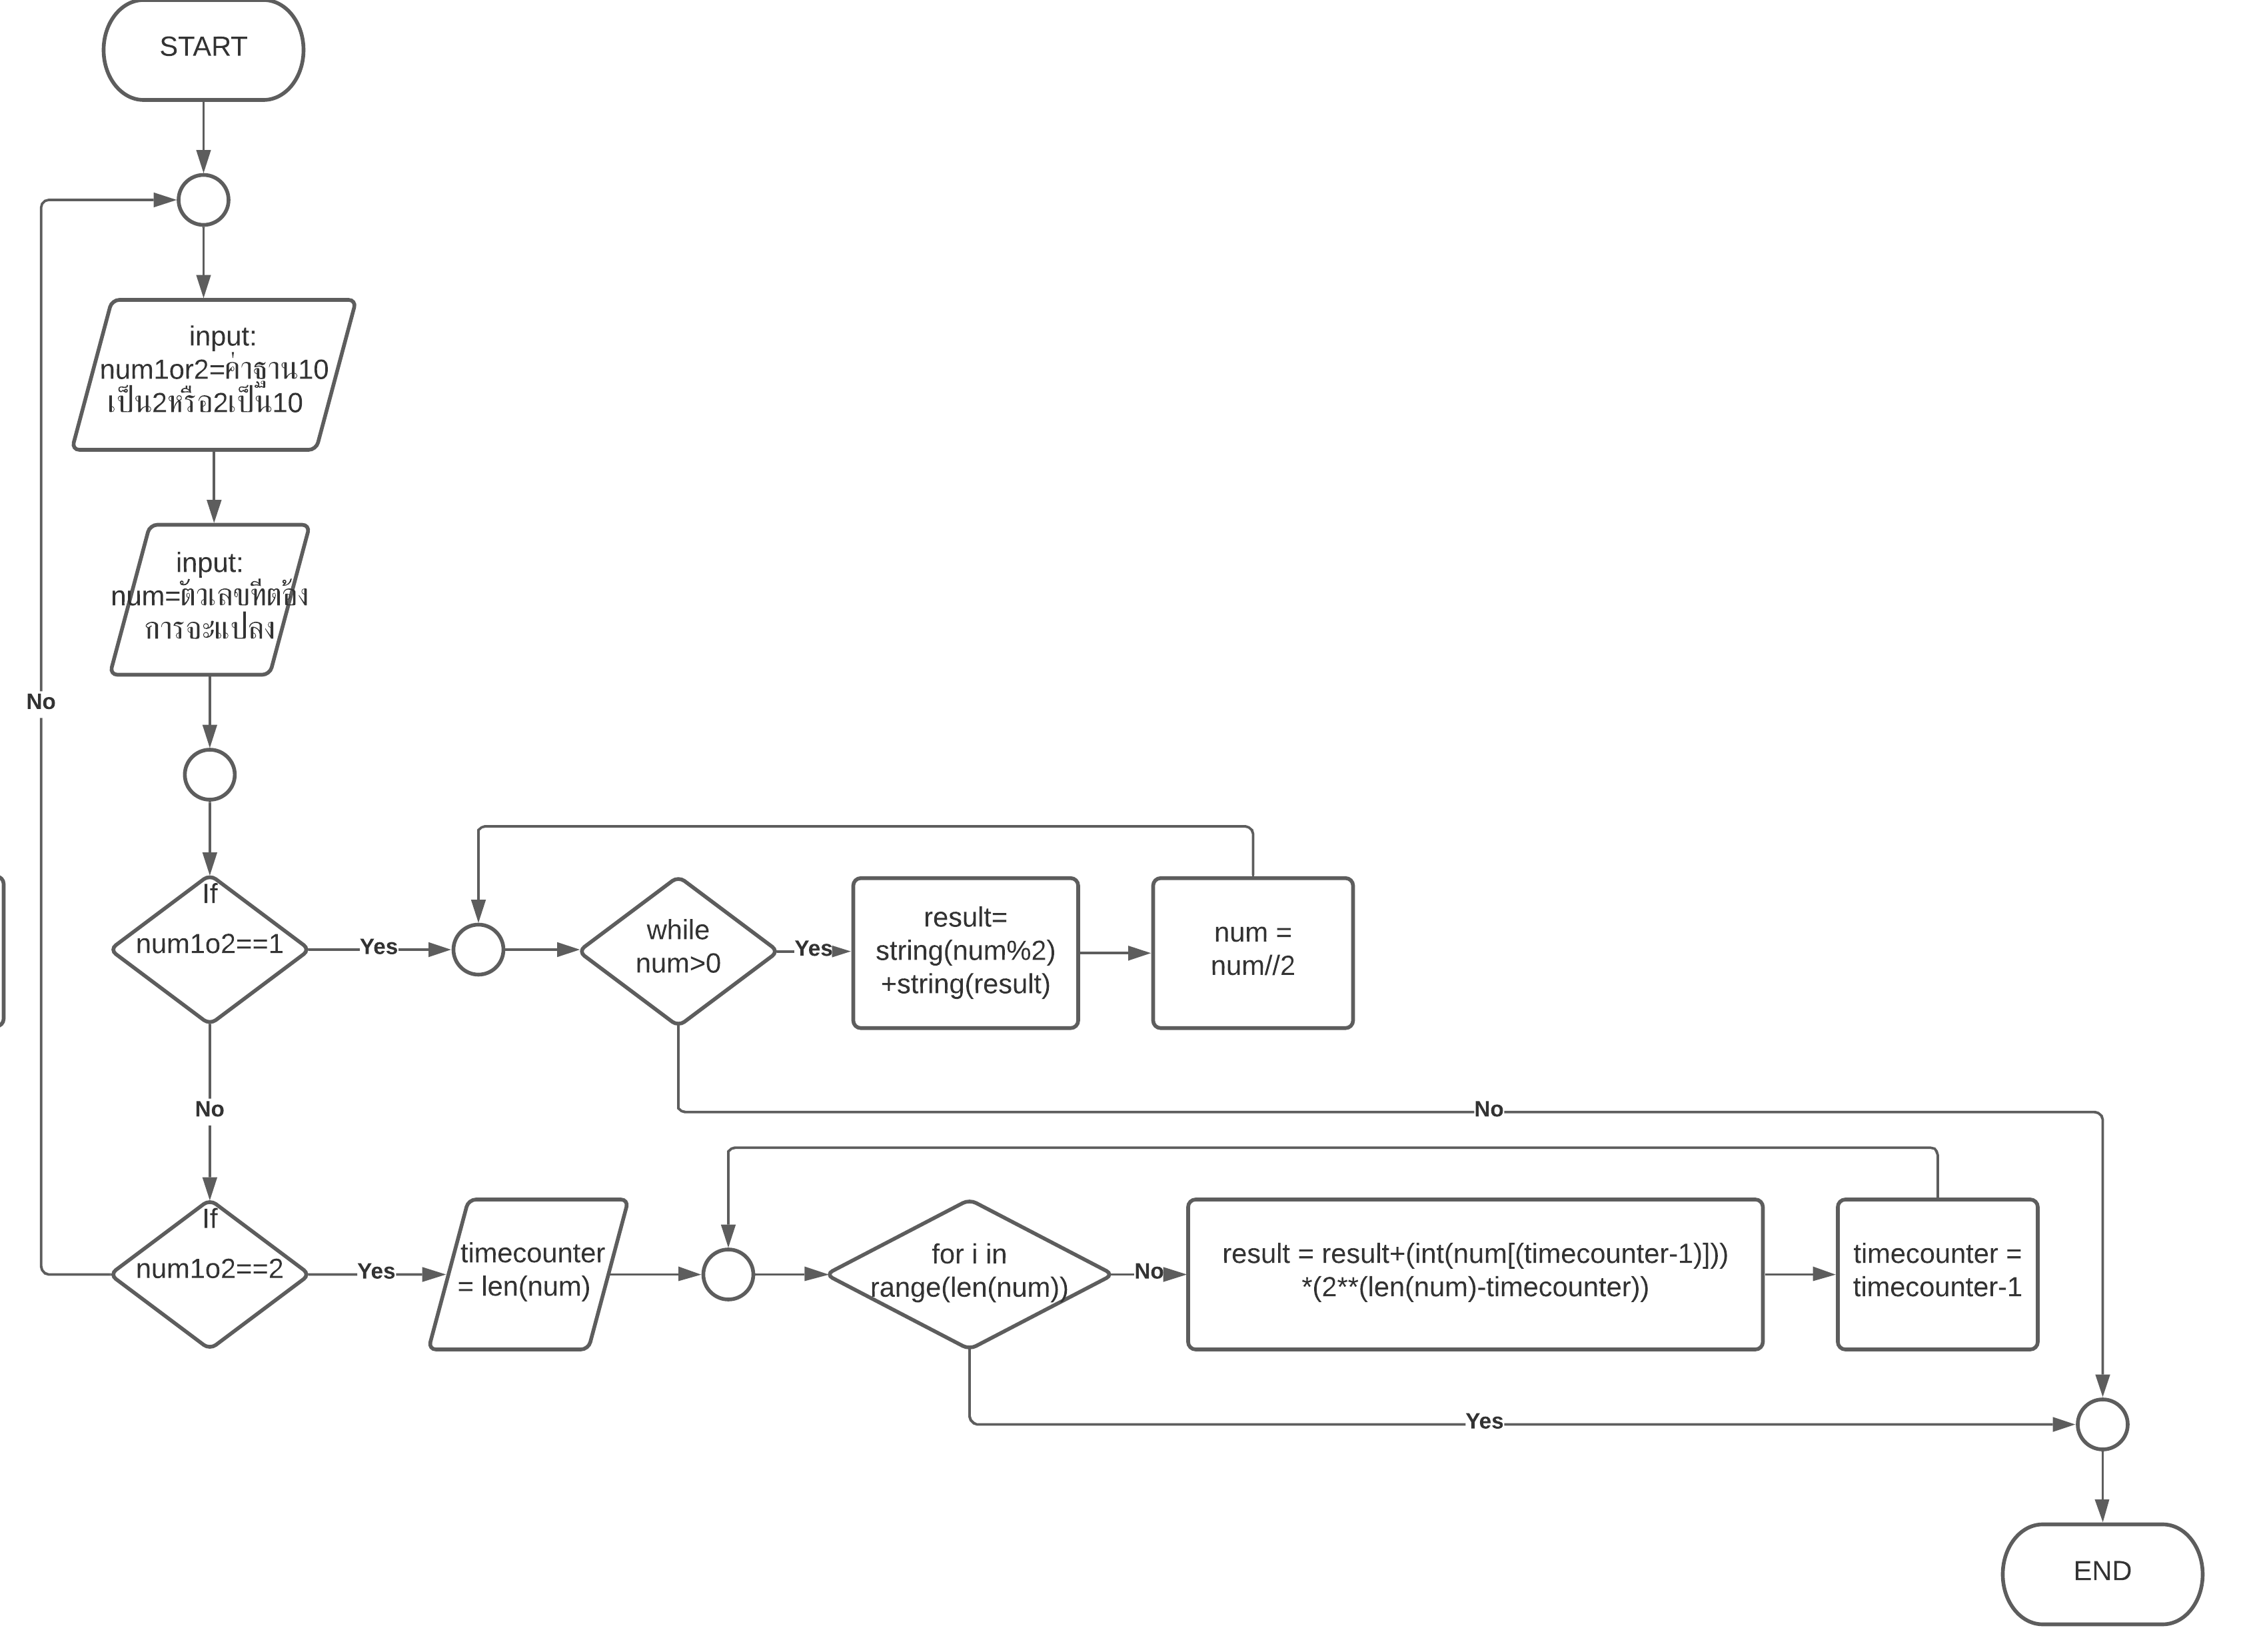 START
input:
num1or2=ค่าฐาน10
เป็น2หรือ2เป็น10
input:
num=ตัวเลขที่ต้อง
การจะแปลง
No
If
num1o2==1
Yes
while
num>0
Yes
result=
string(num%2)
+string(result)
num =
num//2
No
No
If
num1o2==2
Yes
timecounter
= len(num)
for i in
range(len(num))
No
result = result+(int(num[(timecounter-1)]))
*(2**(len(num)-timecounter))
timecounter =
timecounter-1
Yes
END